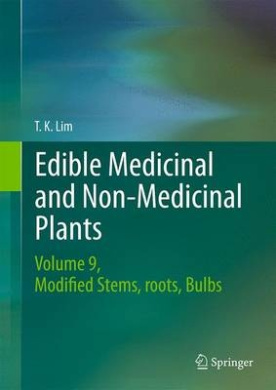 T. K. Lim
Edible Medicinal
and Non-Medicinal
Plants
Volume 9,
Modified Stems, roots, Bulbs
Springer